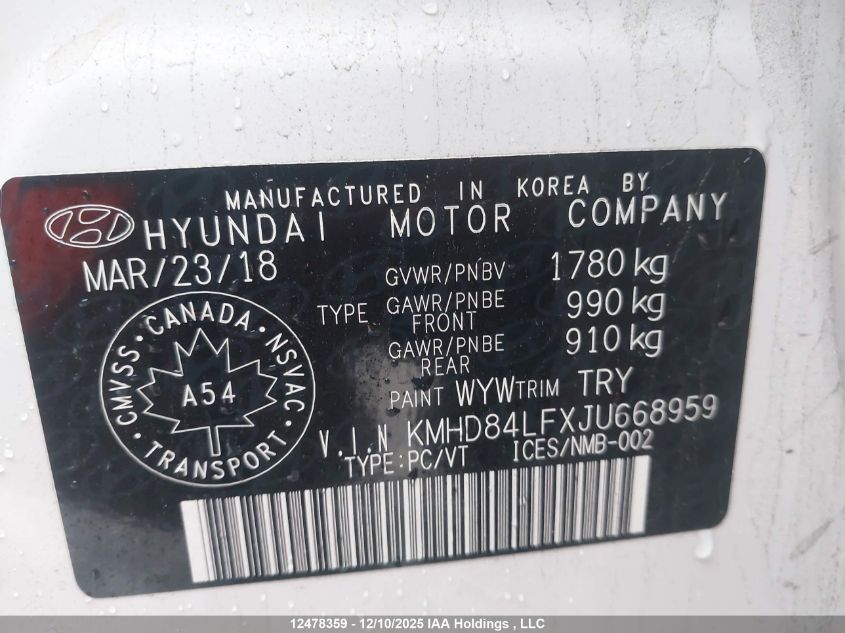 MANUFACTURED IN KOREA BY
HYUNDAI MOTOR COMPANY
MAR/23/18
GVWR/PNBV 1780 kg
TYPE GAWR/PNBE FRONT 990 kg
GAWR/PNBE REAR 910 kg
PAINT WYW TRIM TRY
CMVSS · CANADA · NSVAC · TRANSPORT ·
A54
V.I.N KMHD84LFXJU668959
TYPE:PC/VT ICES/NMB-002
12478359 - 12/10/2025 IAA Holdings , LLC